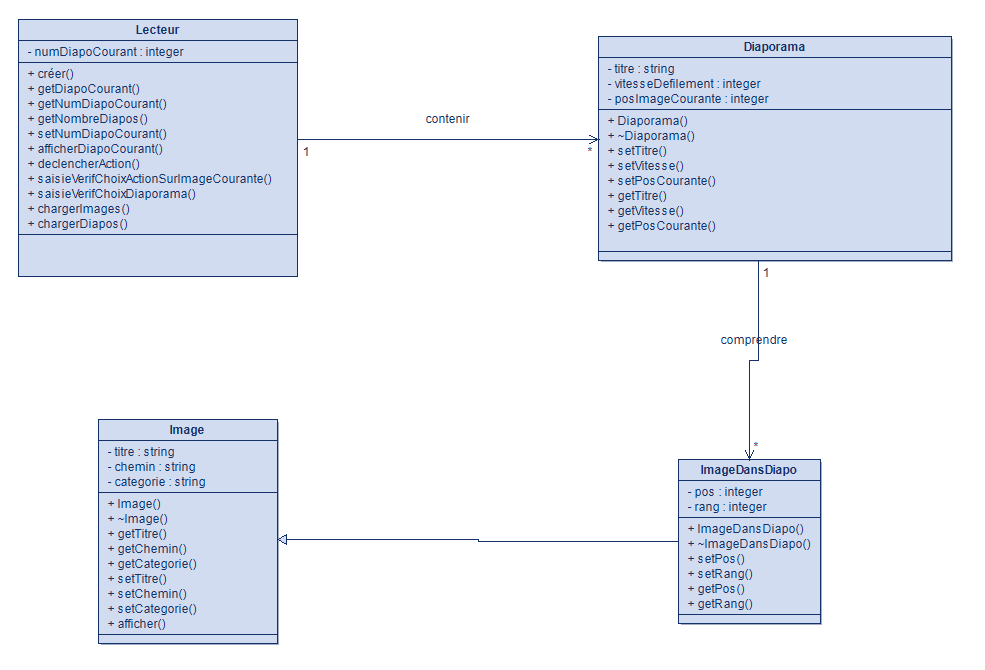 Lecteur
- numDiapoCourant : integer
+ créer()
+ getDiapoCourant()
+ getNumDiapoCourant()
+ getNombreDiapos()
+ setNumDiapoCourant()
+ afficherDiapoCourant()
+ declencherAction()
+ saisieVerifChoixActionSurImageCourante()
+ saisieVerifChoixDiaporama()
+ chargerImages()
+ chargerDiapos()
contenir
1
*
Diaporama
- titre : string
- vitesseDefilement : integer
- posImageCourante : integer
+ Diaporama()
+ ~Diaporama()
+ setTitre()
+ setVitesse()
+ setPosCourante()
+ getTitre()
+ getVitesse()
+ getPosCourante()
1
comprendre
*
Image
- titre : string
- chemin : string
- categorie : string
+ Image()
+ ~Image()
+ getTitre()
+ getChemin()
+ getCategorie()
+ setTitre()
+ setChemin()
+ setCategorie()
+ afficher()
ImageDansDiapo
- pos : integer
- rang : integer
+ ImageDansDiapo()
+ ~ImageDansDiapo()
+ setPos()
+ setRang()
+ getPos()
+ getRang()